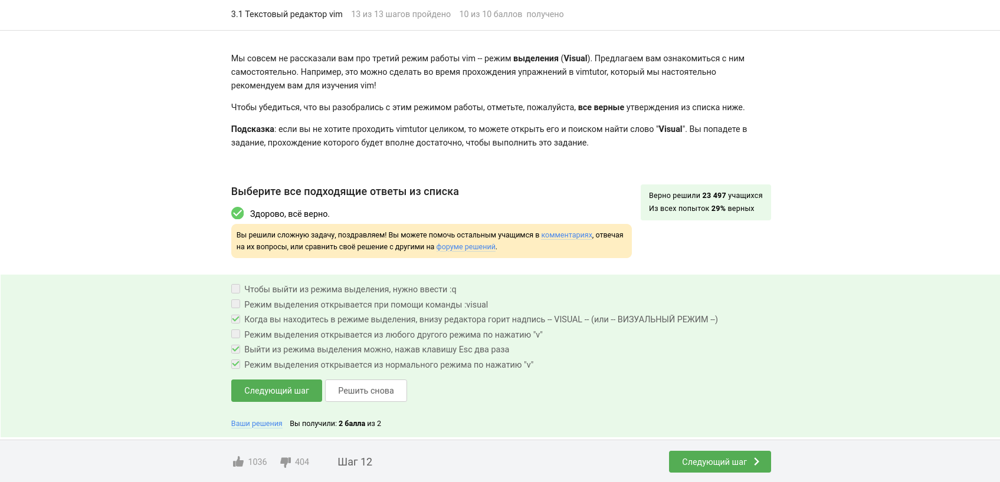 3.1 Текстовый редактор vim 13 из 13 шагов пройдено 10 из 10 баллов получено
Мы совсем не рассказали вам про третий режим работы vim -- режим выделения (Visual). Предлагаем вам ознакомиться с ним
самостоятельно. Например, это можно сделать во время прохождения упражнений в vimtutor, который мы настоятельно
рекомендуем вам для изучения vim!
Чтобы убедиться, что вы разобрались с этим режимом работы, отметьте, пожалуйста, все верные утверждения из списка ниже.
Подсказка: если вы не хотите проходить vimtutor целиком, то можете открыть его и поиском найти слово "Visual". Вы попадете в
задание, прохождение которого будет вполне достаточно, чтобы выполнить это задание.
Выберите все подходящие ответы из списка
Верно решили 23 497 учащихся
Из всех попыток 29% верных
Здорово, всё верно.
Вы решили сложную задачу, поздравляем! Вы можете помочь остальным учащимся в комментариях, отвечая
на их вопросы, или сравнить своё решение с другими на форуме решений.
Чтобы выйти из режима выделения, нужно ввести :q
Режим выделения открывается при помощи команды :visual
Когда вы находитесь в режиме выделения, внизу редактора горит надпись -- VISUAL -- (или -- ВИЗУАЛЬНЫЙ РЕЖИМ --)
Режим выделения открывается из любого другого режима по нажатию "v"
Выйти из режима выделения можно, нажав клавишу Esc два раза
Режим выделения открывается из нормального режима по нажатию "v"
Следующий шаг Решить снова
Ваши решения Вы получили: 2 балла из 2
1036 404 Шаг 12 Следующий шаг